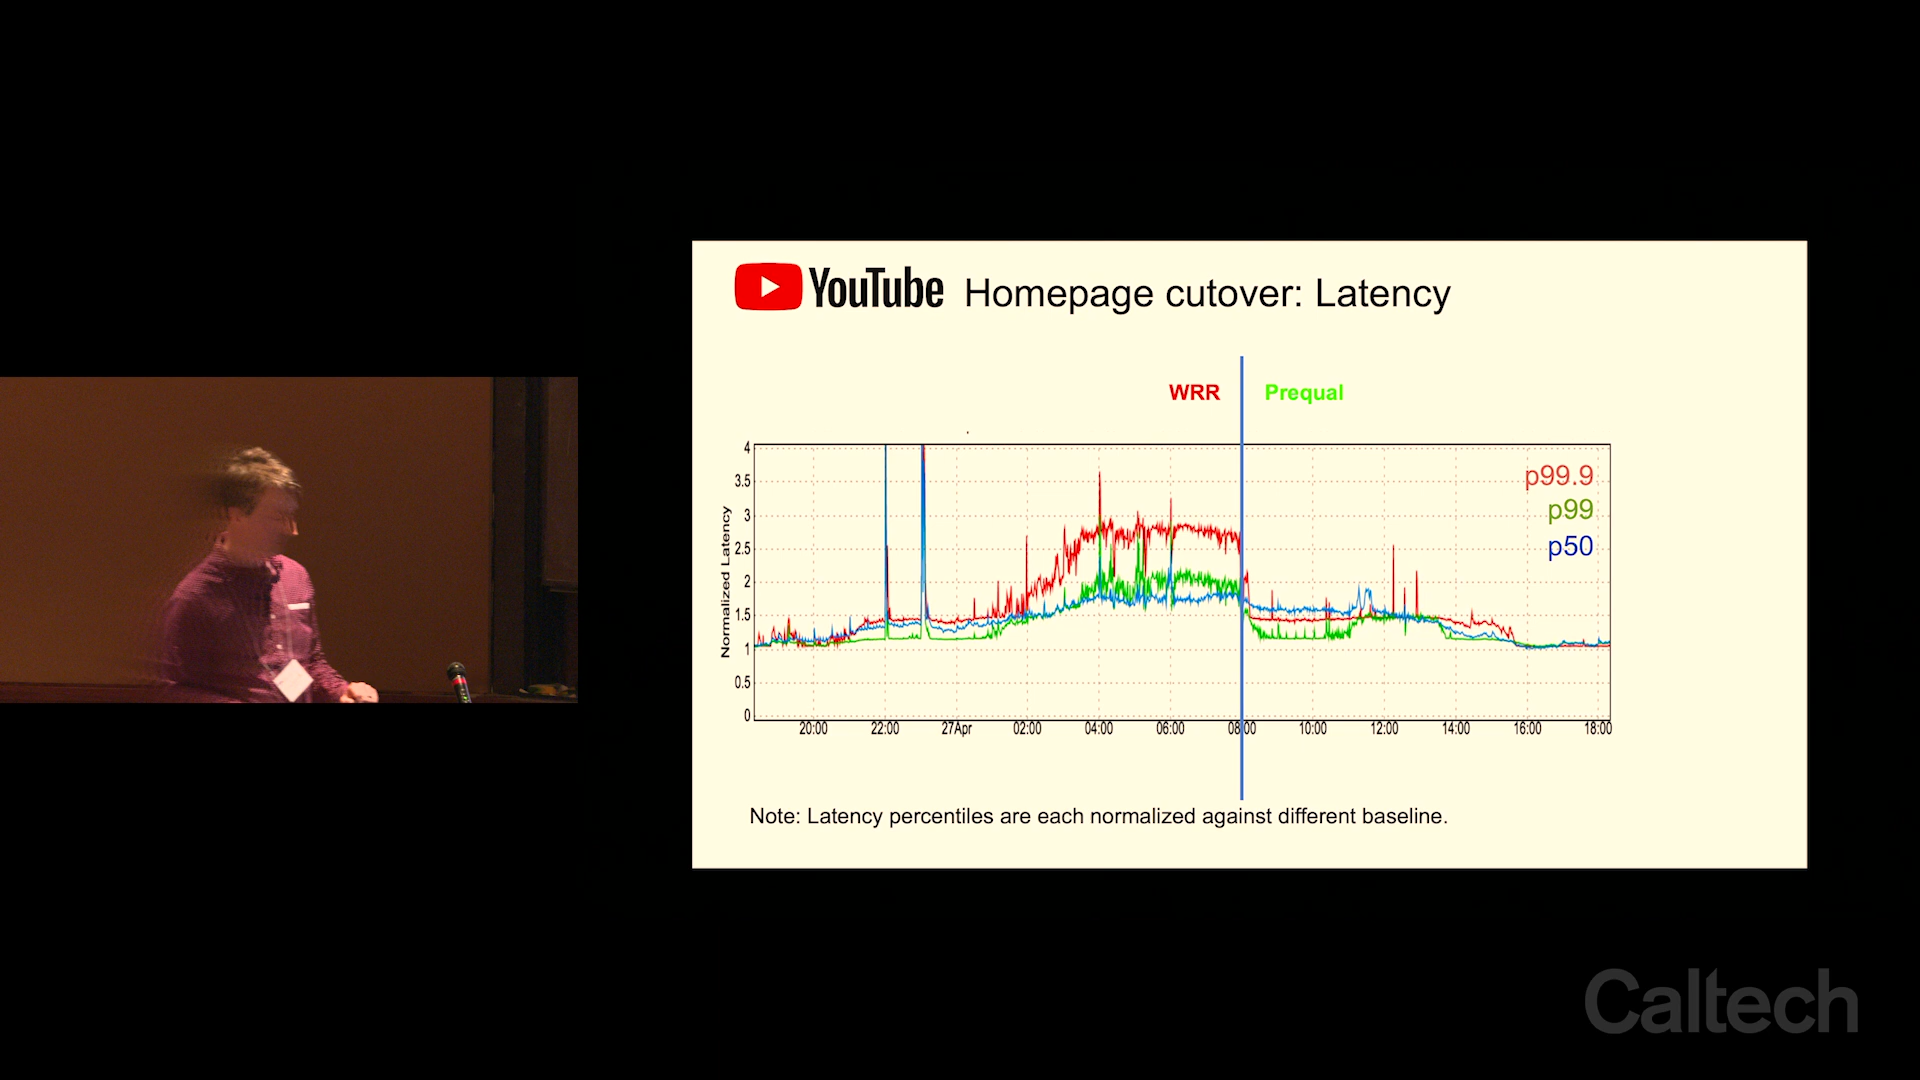 YouTube Homepage cutover: Latency
WRR Prequal
4
3.5
3
2.5
2
1.5
1
0.5
0
Normalized Latency
p99.9
p99
p50
20:00 22:00 27Apr 02:00 04:00 06:00 08:00 10:00 12:00 14:00 16:00 18:00
Note: Latency percentiles are each normalized against different baseline.
Caltech